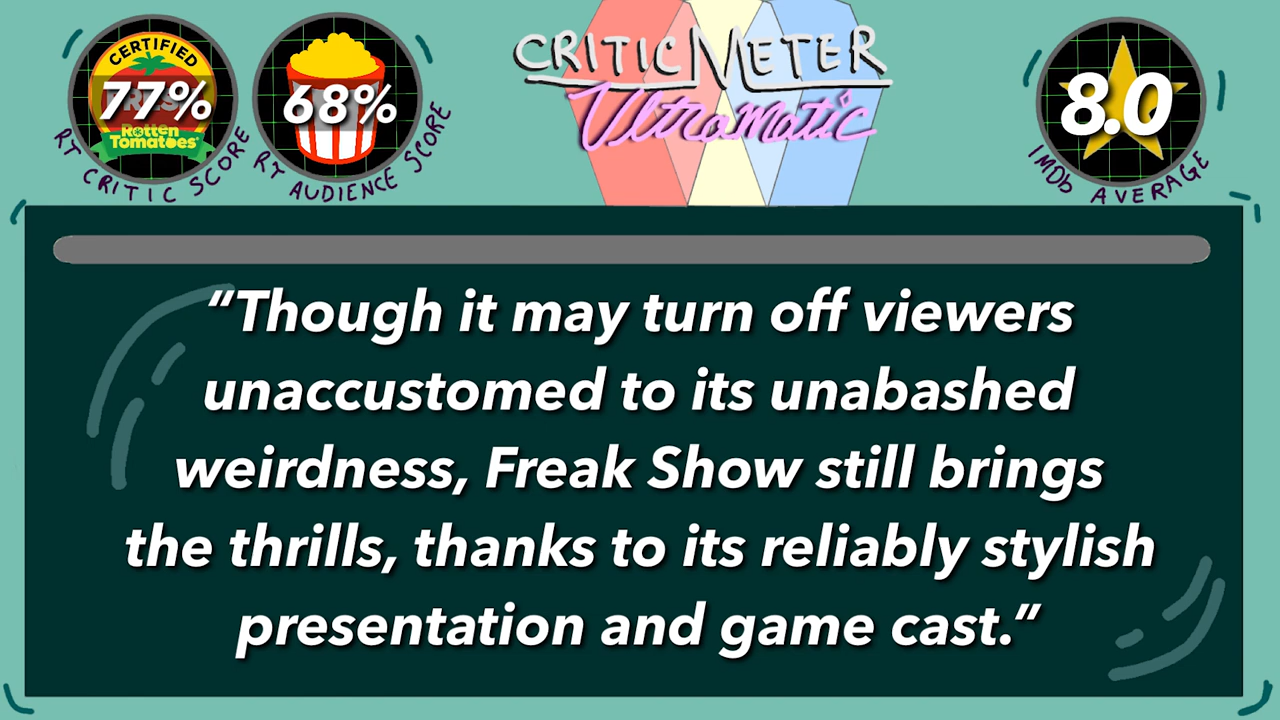 CERTIFIED
FRESH
77%
Rotten
Tomatoes
RT CRITIC SCORE
68%
RT AUDIENCE SCORE
CRITIC METER
Ultramatic
8.0
IMDb AVERAGE
“Though it may turn off viewers
unaccustomed to its unabashed
weirdness, Freak Show still brings
the thrills, thanks to its reliably stylish
presentation and game cast.”